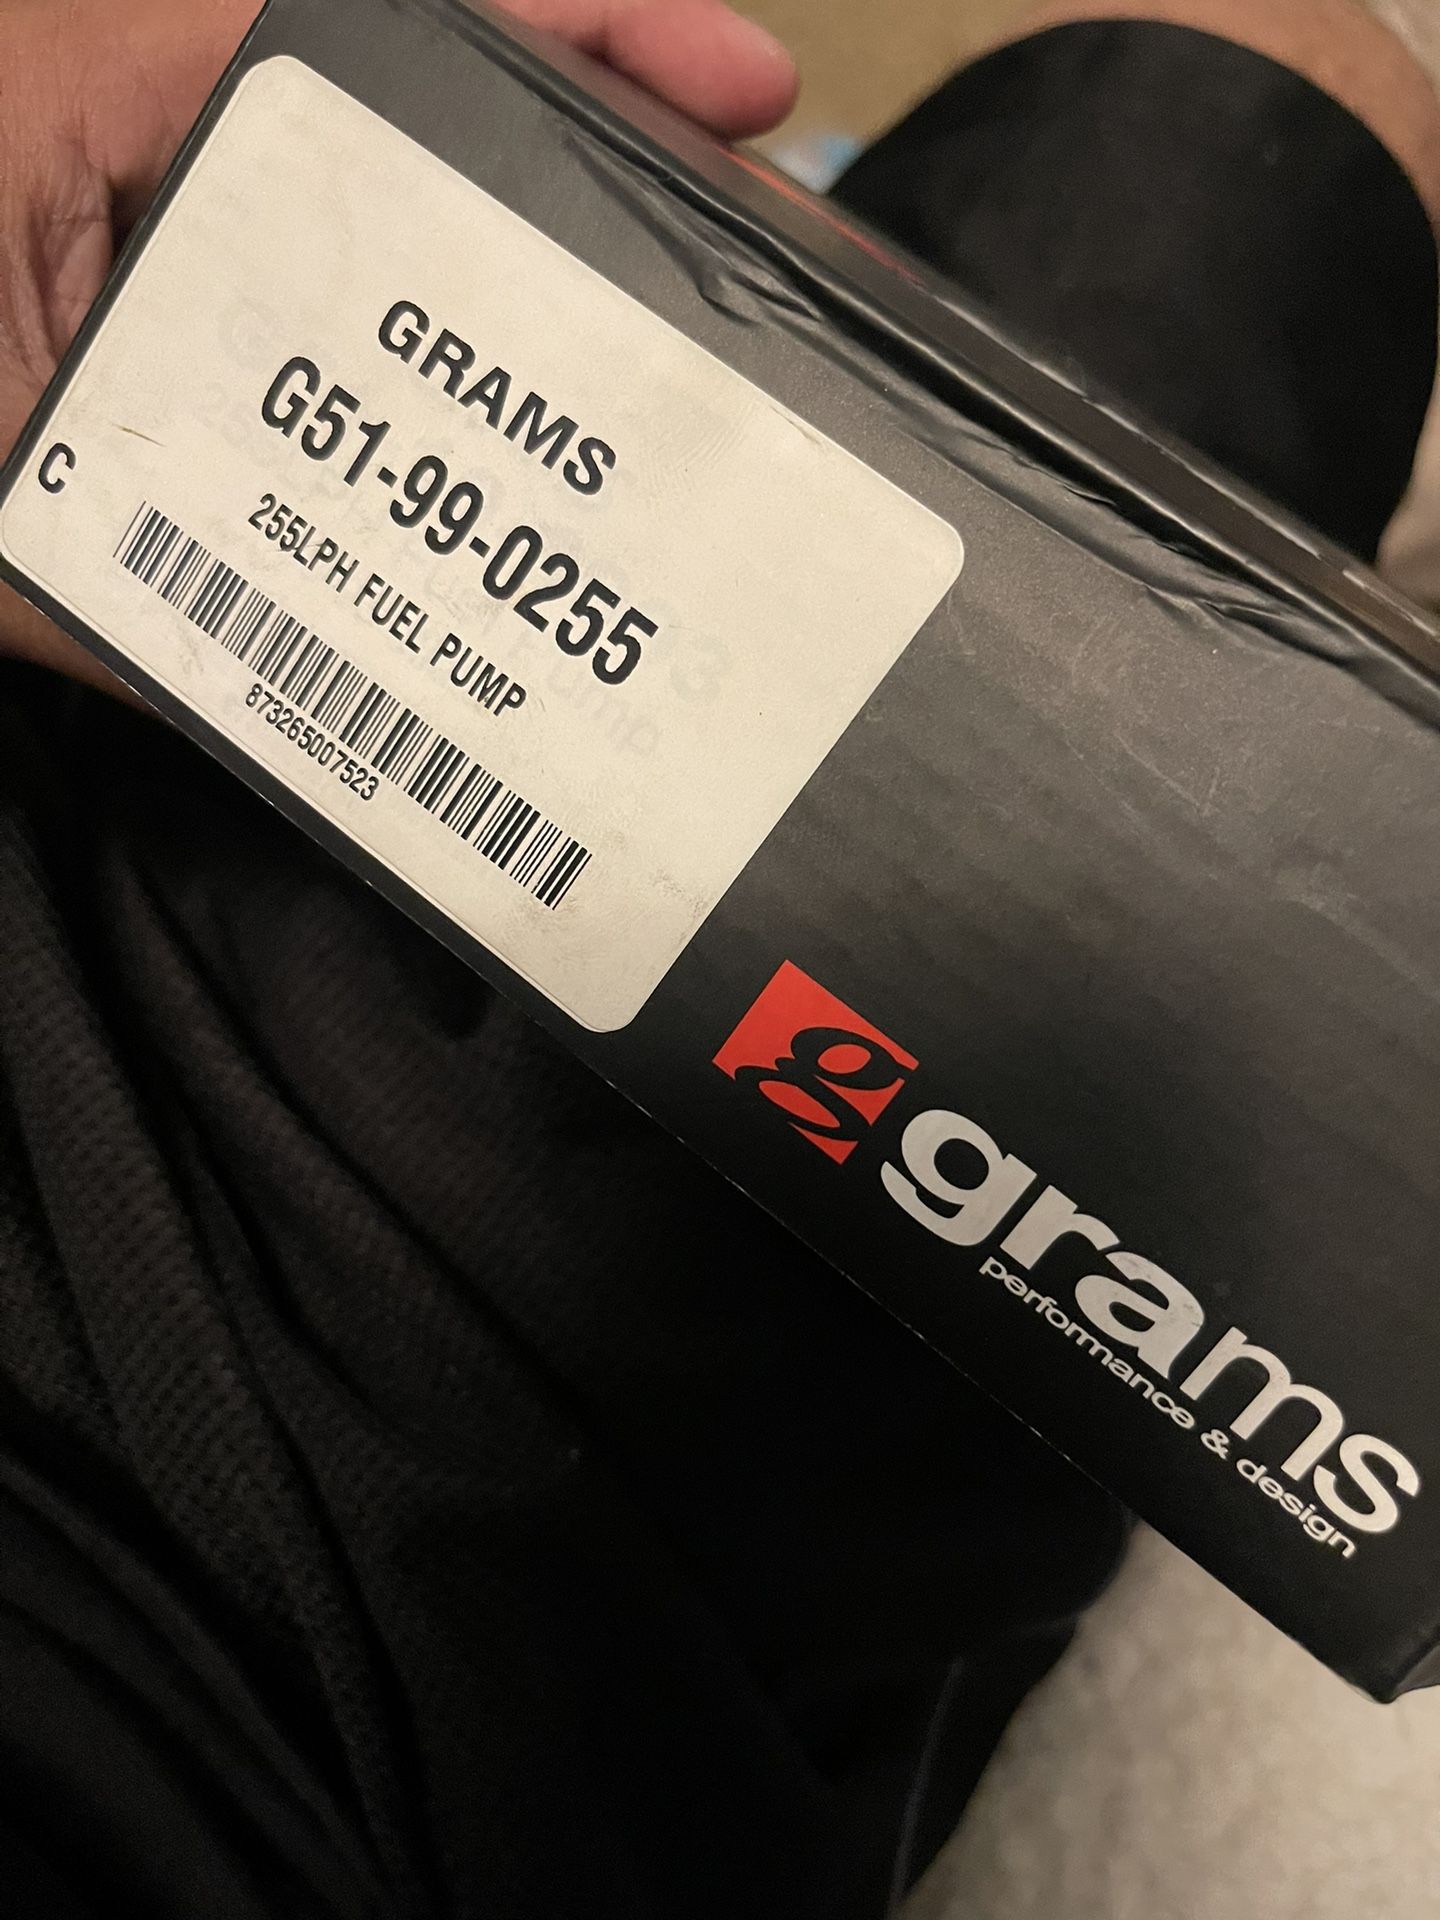 GRAMS
G51-99-0255
255LPH FUEL PUMP
C
873265007523
g
grams
performance & design